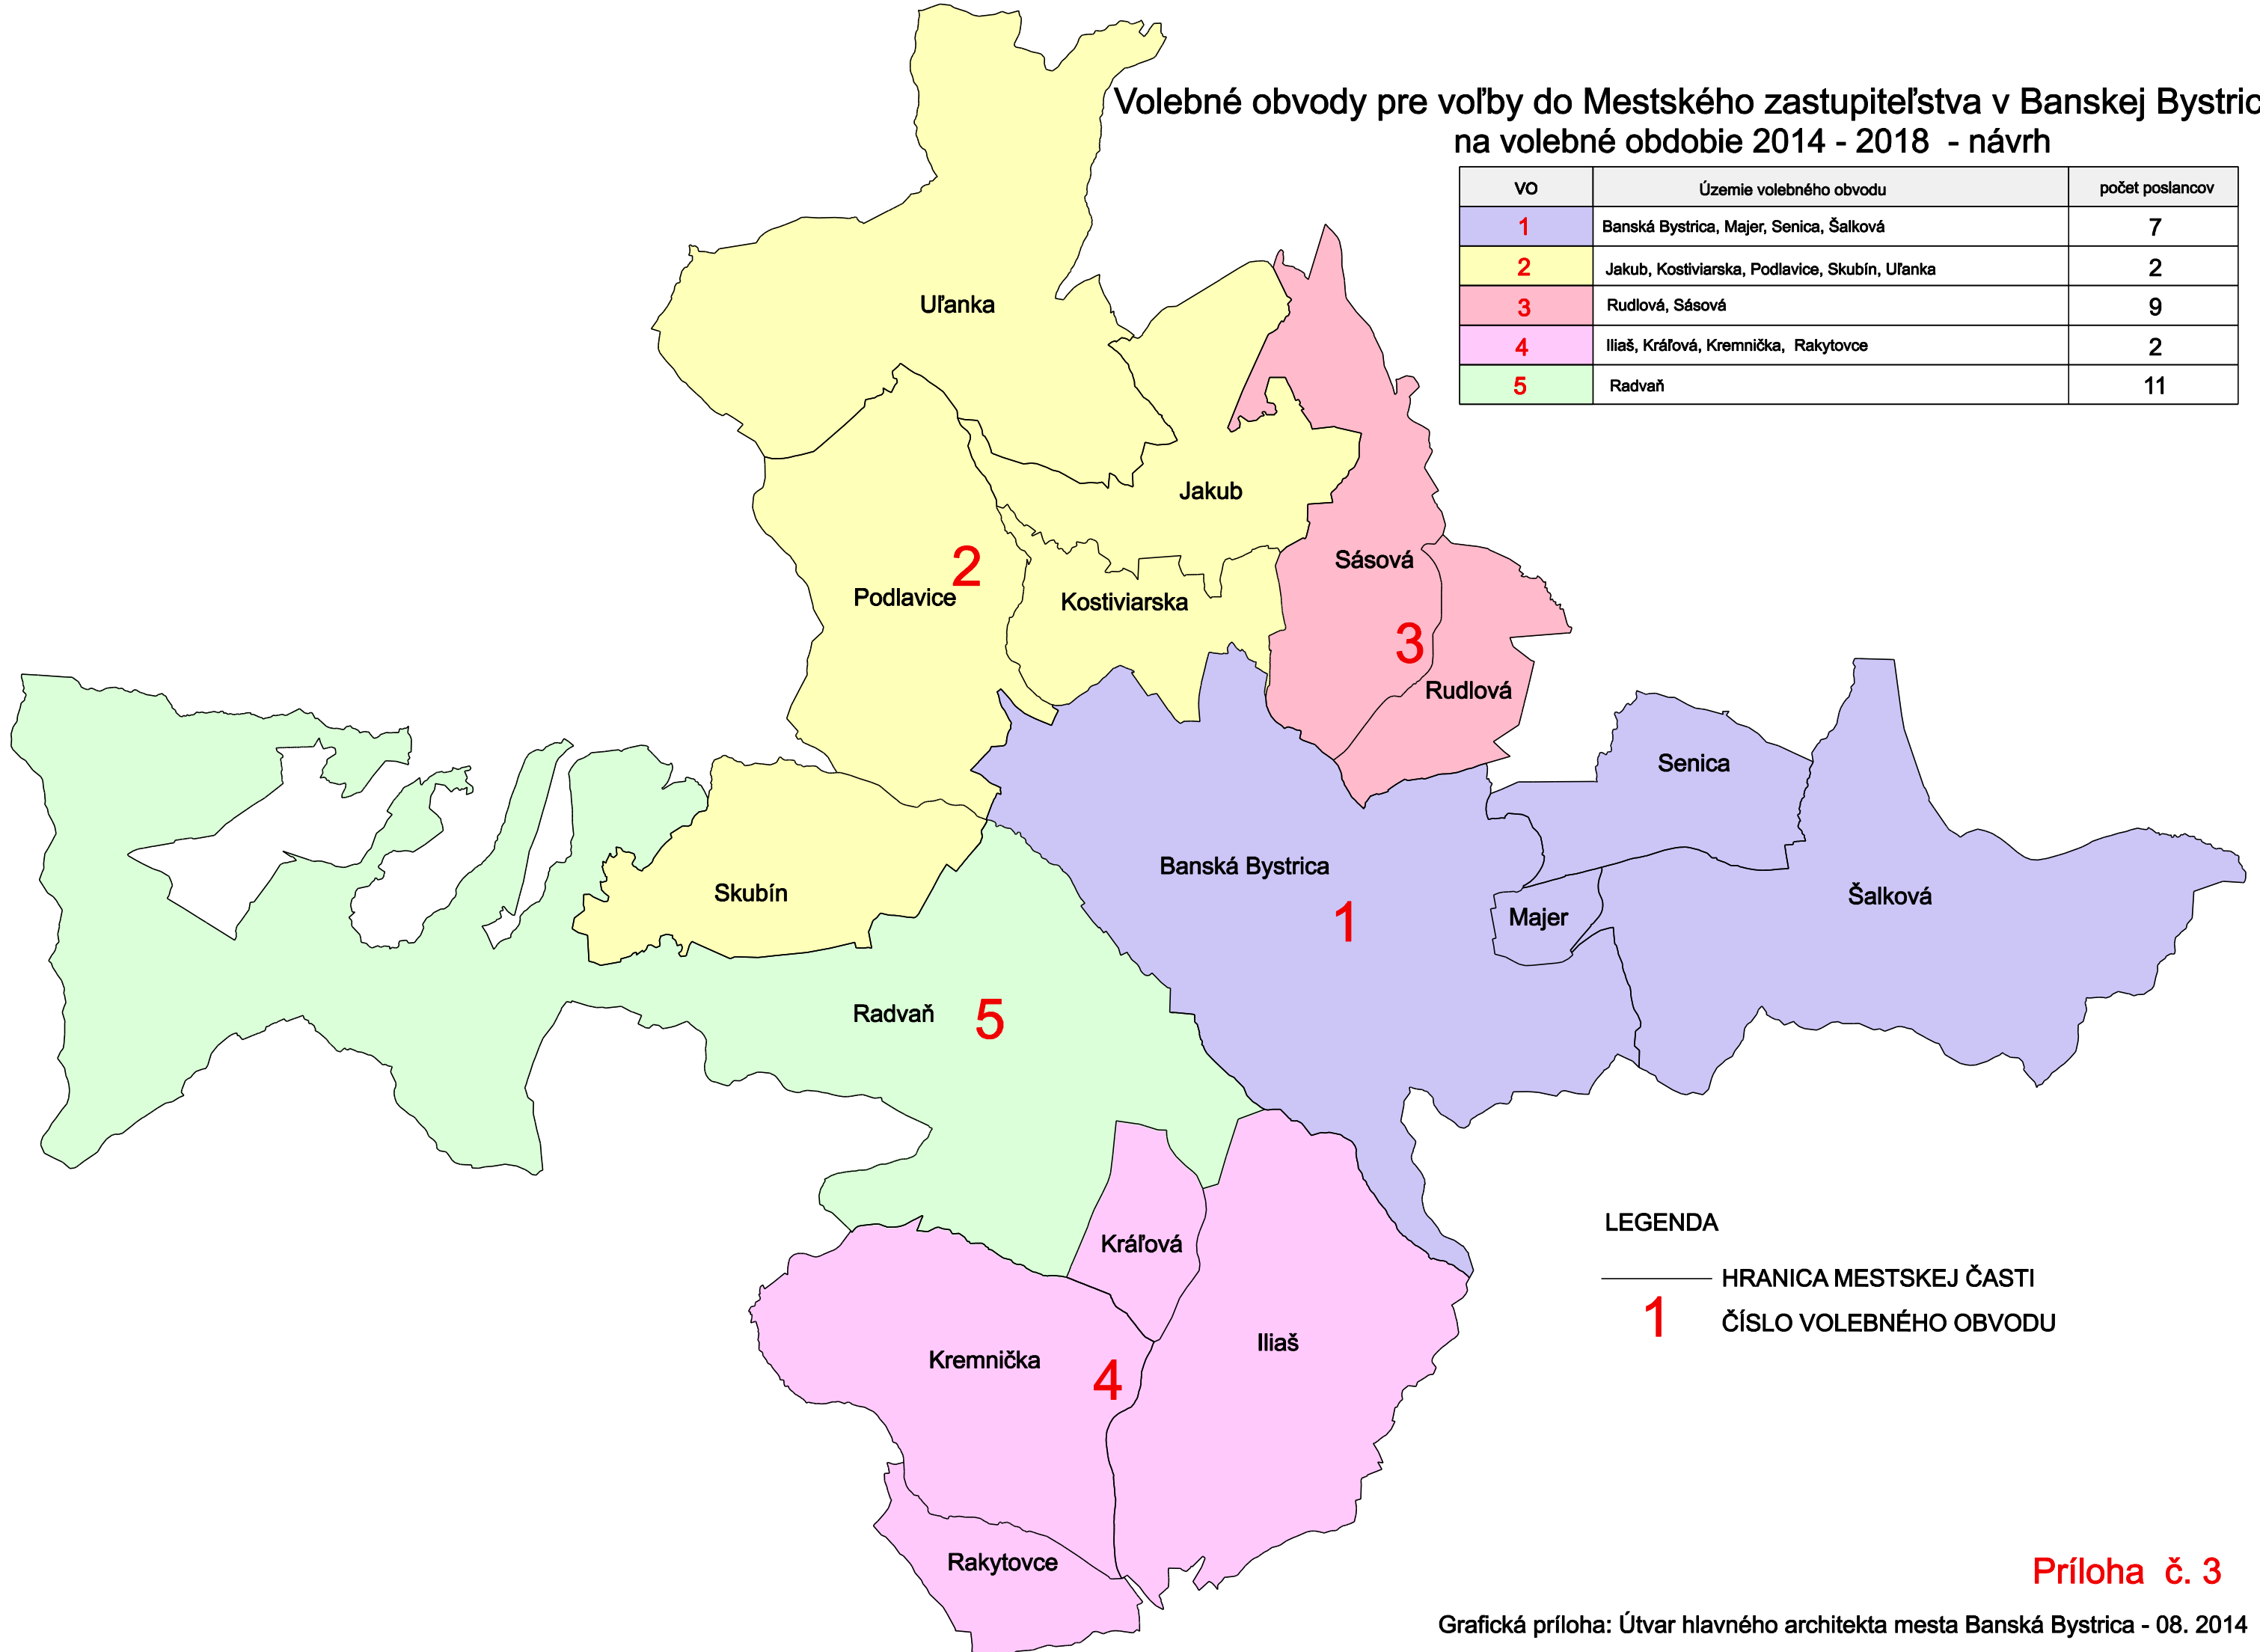 Volebné obvody pre voľby do Mestského zastupiteľstva v Banskej Bystric
na volebné obdobie 2014 - 2018 - návrh
VO Územie volebného obvodu počet poslancov
1 Banská Bystrica, Majer, Senica, Šalková 7
2 Jakub, Kostiviarska, Podlavice, Skubín, Uľanka 2
3 Rudlová, Sásová 9
4 Iliaš, Kráľová, Kremnička, Rakytovce 2
5 Radvaň 11
Uľanka
Jakub
Sásová
2
Podlavice
Kostiviarska
3
Rudlová
Senica
Banská Bystrica
Skubín
Šalková
Majer
1
Radvaň
5
Kráľová
Iliaš
Kremnička
4
Rakytovce
LEGENDA
HRANICA MESTSKEJ ČASTI
1 ČÍSLO VOLEBNÉHO OBVODU
Príloha č. 3
Grafická príloha: Útvar hlavného architekta mesta Banská Bystrica - 08. 2014